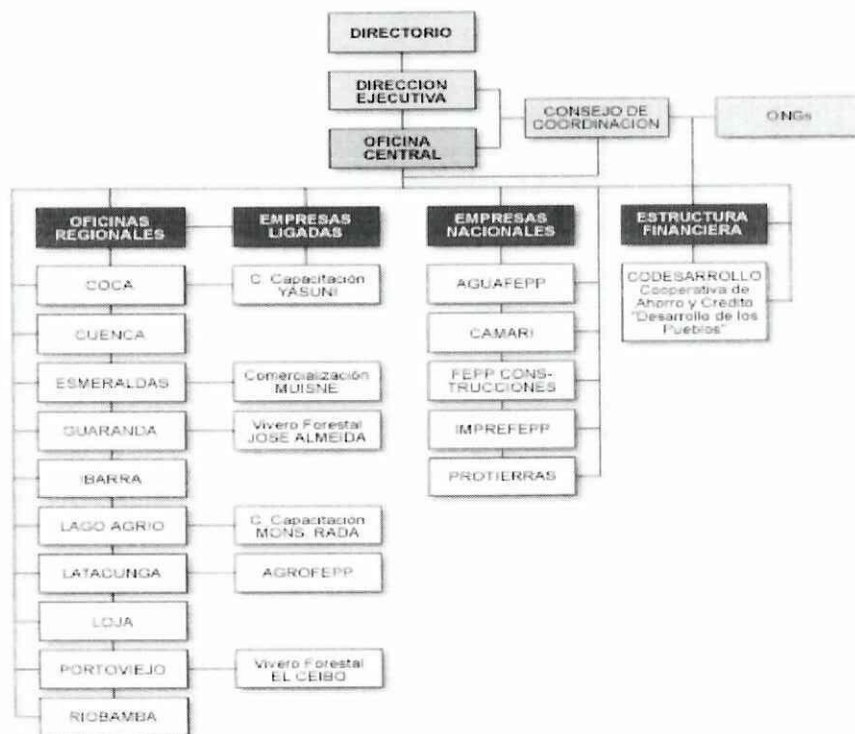 DIRECTORIO
DIRECCION
EJECUTIVA
OFICINA
CENTRAL
CONSEJO DE
COORDINACION
ONGs
OFICINAS
REGIONALES
EMPRESAS
LIGADAS
EMPRESAS
NACIONALES
ESTRUCTURA
FINANCIERA
COCA
CUENCA
ESMERALDAS
GUARANDA
IBARRA
LAGO AGRIO
LATACUNGA
LOJA
PORTOVIEJO
RIOBAMBA
C. Capacitación
YASUNI
Comercialización
MUISNE
Vivero Forestal
JOSE ALMEIDA
C. Capacitación
MONS. RADA
AGROFEPP
Vivero Forestal
EL CEIBO
AGUAFEPP
CAMARI
FEPP CONS-
TRUCCIONES
IMPREFEPP
PROTIERRAS
CODESARROLLO
Cooperativa de
Ahorro y Credito
"Desarrollo de los
Pueblos"